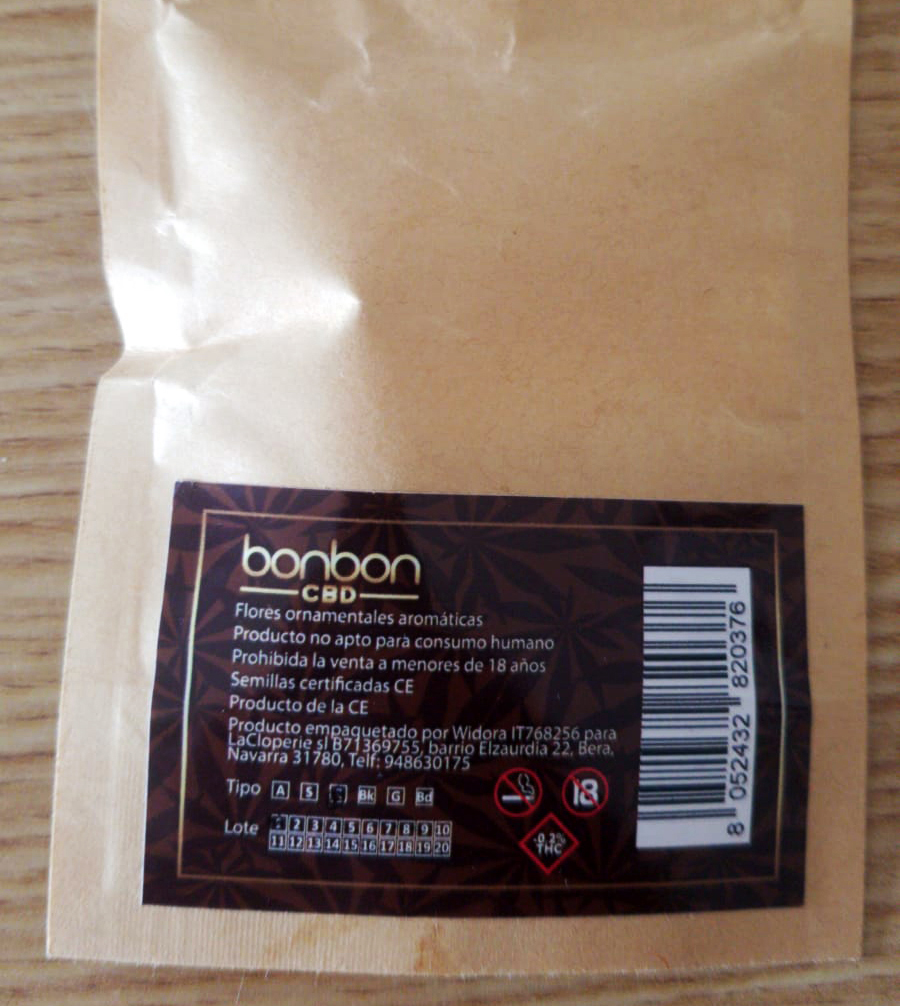 bonbon
CBD
Flores ornamentales aromáticas
Producto no apto para consumo humano
Prohibida la venta a menores de 18 años
Semillas certificadas CE
Producto de la CE
Producto empaquetado por Widora IT768256 para
LaCloperie sl B71369755, barrio Elzaurdia 22, Bera,
Navarra 31780, Telf: 948630175
Tipo A S Bk G Bd
Lote 2 3 4 5 6 7 8 9 10
11 12 13 14 15 16 17 18 19 20
18
-0,2%
THC
8 052432 820376